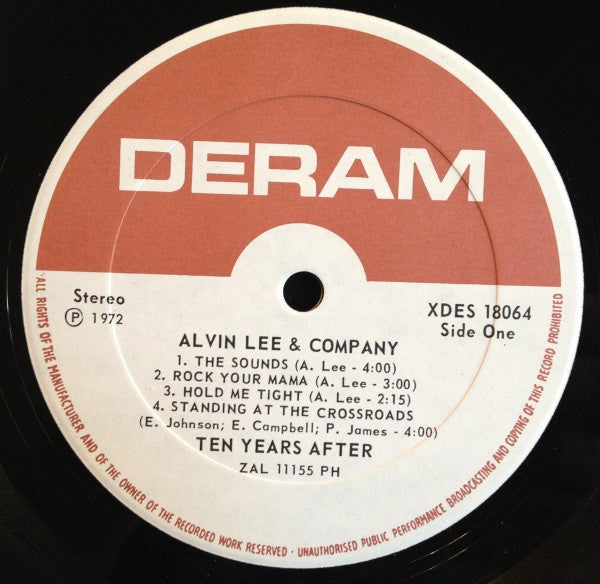 DERAM
Stereo
Ⓟ 1972
XDES 18064
Side One
ALVIN LEE & COMPANY
1. THE SOUNDS (A. Lee - 4:00)
2. ROCK YOUR MAMA (A. Lee - 3:00)
3. HOLD ME TIGHT (A. Lee - 2:15)
4. STANDING AT THE CROSSROADS
(E. Johnson; E. Campbell; P. James - 4:00)
TEN YEARS AFTER
ZAL 11155 PH
ALL RIGHTS OF THE MANUFACTURER AND OF THE OWNER OF THE RECORDED WORK RESERVED · UNAUTHORISED PUBLIC PERFORMANCE BROADCASTING AND COPYING OF THIS RECORD PROHIBITED